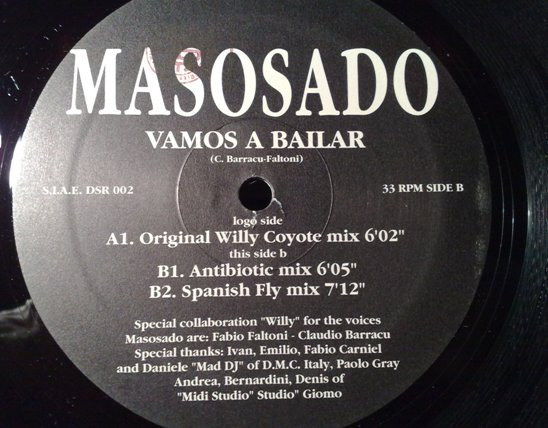 MASOSADO
VAMOS A BAILAR
(C. Barracu-Faltoni)
S.I.A.E. DSR 002
33 RPM SIDE B
logo side
A1. Original Willy Coyote mix 6'02"
this side b
B1. Antibiotic mix 6'05"
B2. Spanish Fly mix 7'12"
Special collaboration "Willy" for the voices
Masosado are: Fabio Faltoni - Claudio Barracu
Special thanks: Ivan, Emilio, Fabio Carniel
and Daniele "Mad DJ" of D.M.C. Italy, Paolo Gray
Andrea, Bernardini, Denis of
"Midi Studio" Studio" Giomo